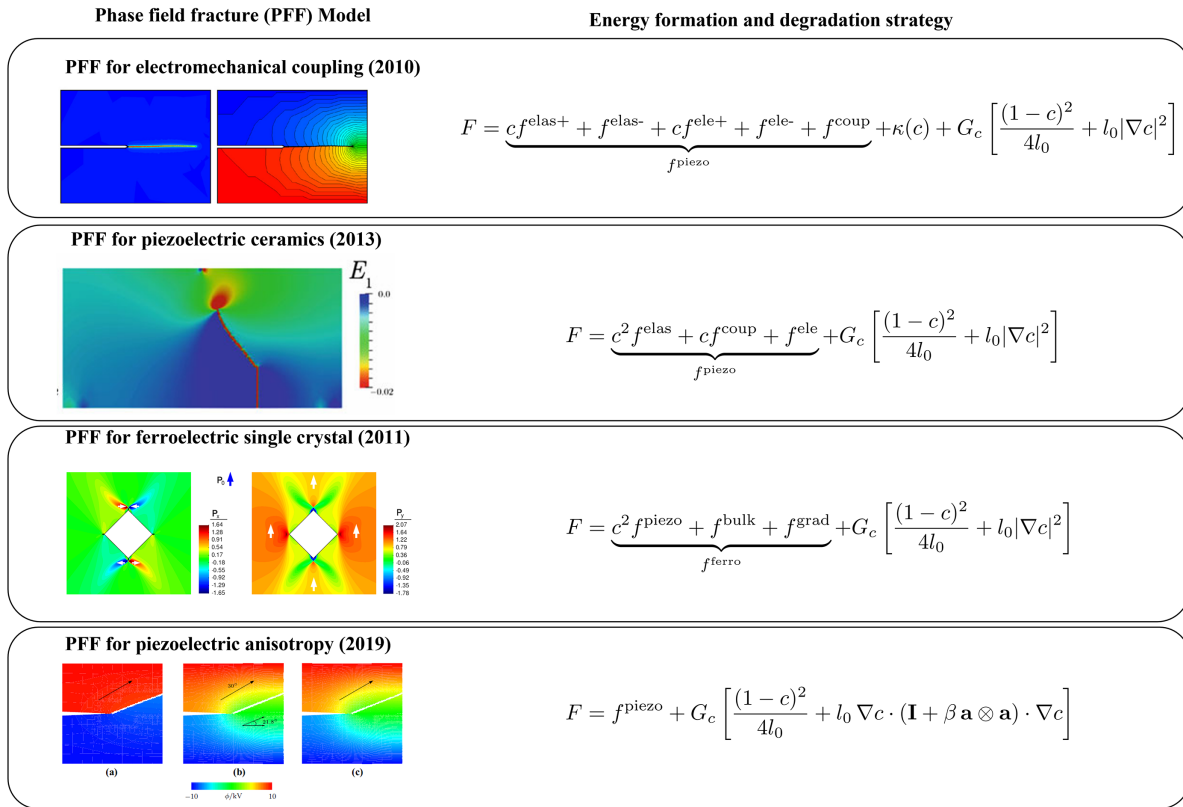 Phase field fracture (PFF) Model
Energy formation and degradation strategy
PFF for electromechanical coupling (2010)
F = cf^{elas+} + f^{elas-} + cf^{ele+} + f^{ele-} + f^{coup} + κ(c) + G_c [ (1 − c)^2 / 4l_0 + l_0|∇c|^2 ]
f^{piezo}
PFF for piezoelectric ceramics (2013)
E_1
0.0
−0.02
F = c^2 f^{elas} + cf^{coup} + f^{ele} + G_c [ (1 − c)^2 / 4l_0 + l_0|∇c|^2 ]
f^{piezo}
PFF for ferroelectric single crystal (2011)
P_0
P_x
1.64
1.28
0.91
0.54
0.17
-0.18
-0.55
-0.92
-1.29
-1.65
P_y
2.07
1.64
1.22
0.79
0.36
-0.06
-0.49
-0.92
-1.35
-1.78
F = c^2 f^{piezo} + f^{bulk} + f^{grad} + G_c [ (1 − c)^2 / 4l_0 + l_0|∇c|^2 ]
f^{ferro}
PFF for piezoelectric anisotropy (2019)
30°
(a) (b) (c)
−10 ϕ/kV 10
F = f^{piezo} + G_c [ (1 − c)^2 / 4l_0 + l_0 ∇c · (I + β a ⊗ a) · ∇c ]